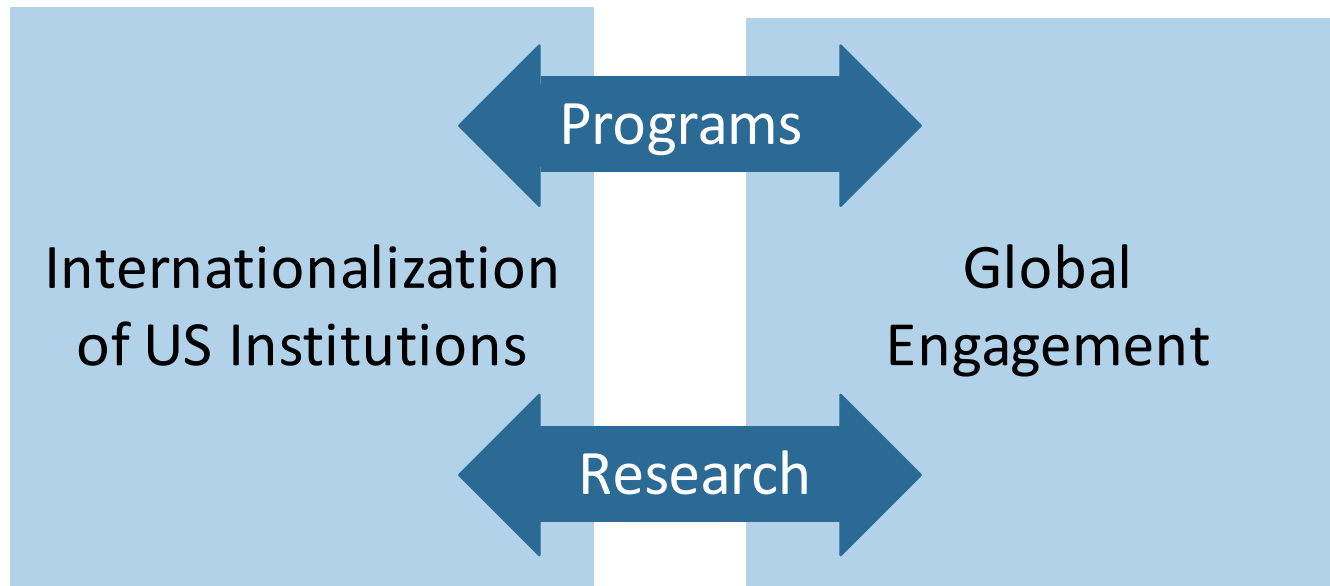 Programs
Internationalization
of US Institutions
Global
Engagement
Research